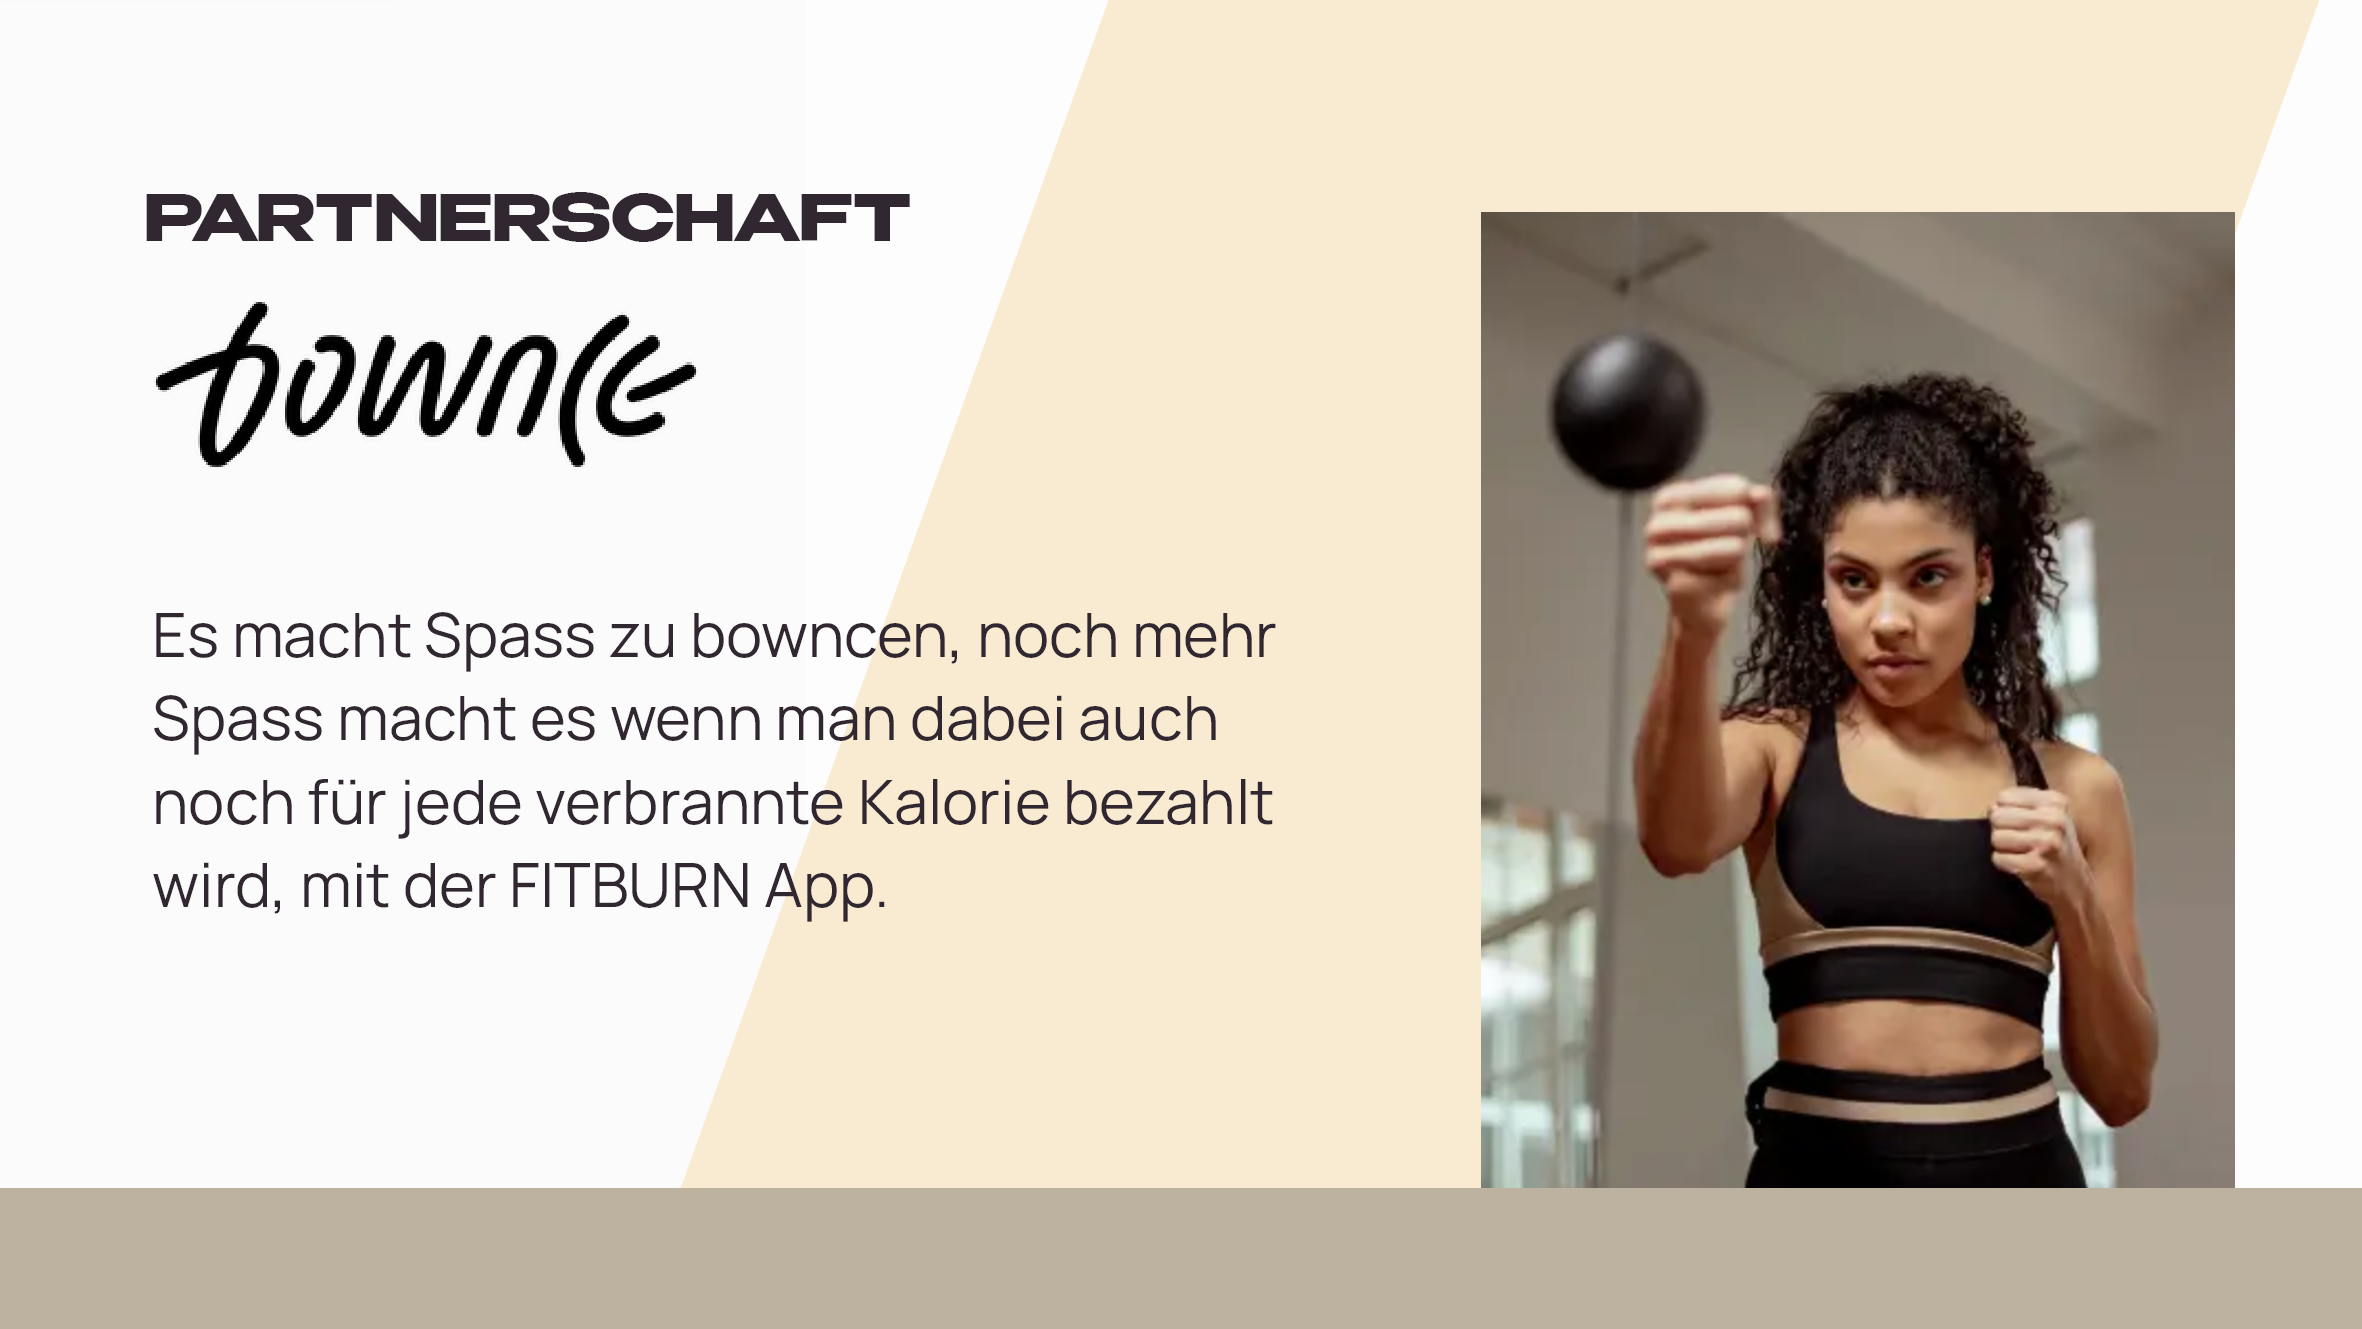 PARTNERSCHAFT
bownce
Es macht Spass zu bowncen, noch mehr
Spass macht es wenn man dabei auch
noch für jede verbrannte Kalorie bezahlt
wird, mit der FITBURN App.